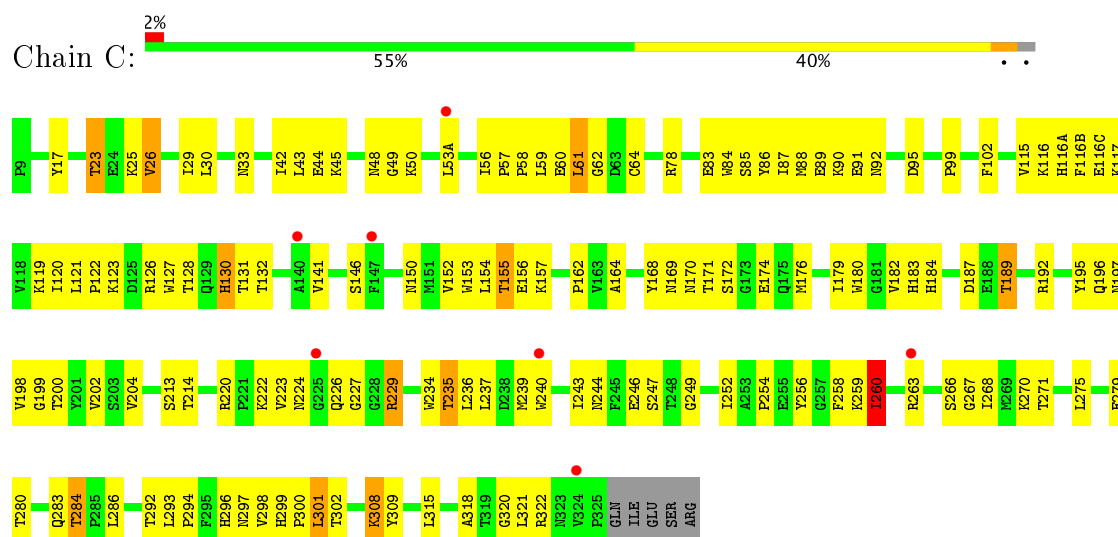 2%
Chain C:
55% 40% • •
P9 Y17 T23 E24 K25 V26 I29 L30 N33 I42 L43 E44 K45 N48 G49 K50 L53A I56 P57 P58 L59 E60 L61 G62 D63 C64 R78 E83 W84 S85 Y86 I87 M88 E89 K90 E91 N92 D95 P99 F102 V115 K116 H116A F116B E116C K117
V118 K119 I120 L121 P122 K123 D125 R126 W127 T128 Q129 H130 T131 T132 A140 V141 S146 F147 N150 M151 V152 W153 L154 T155 E156 K157 P162 V163 A164 Y168 N169 N170 T171 S172 G173 E174 Q175 M176 I179 W180 G181 V182 H183 H184 D187 E188 T189 R192 Y195 Q196 N197
V198 G199 T200 Y201 V202 S203 V204 S213 T214 R220 P221 K222 V223 N224 G225 Q226 G227 G228 R229 W234 T235 L236 L237 D238 M239 W240 I243 N244 F245 E246 S247 T248 G249 I252 A253 P254 E255 Y256 G257 F258 K259 I260 R263 S266 G267 I268 M269 K270 T271 L275
T280 Q283 T284 P285 L286 T292 L293 P294 F295 H296 N297 V298 H299 P300 L301 T302 K308 Y309 L315 A318 T319 G320 L321 R322 N323 V324 P325 GLN ILE GLU SER ARG